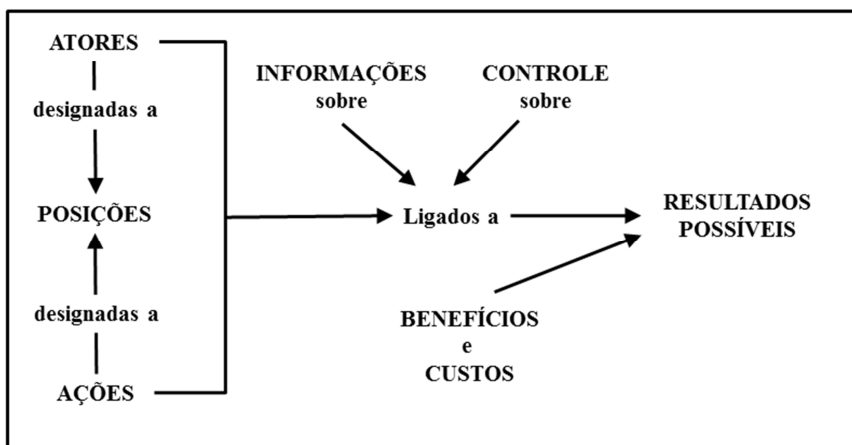 ATORES
designadas a
POSIÇÕES
designadas a
AÇÕES
INFORMAÇÕES
sobre
CONTROLE
sobre
Ligados a
RESULTADOS
POSSÍVEIS
BENEFÍCIOS
e
CUSTOS